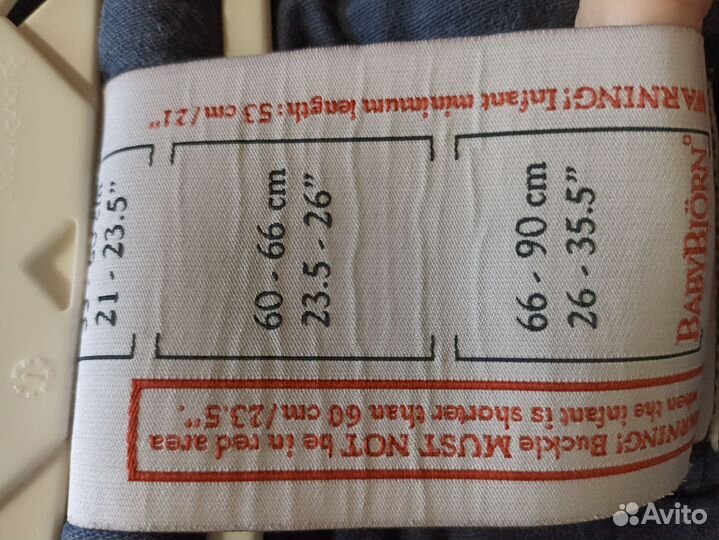 WARNING! Infant minimum length: 53 cm/21"
21 - 23.5"
60 - 66 cm
23.5 - 26"
66 - 90 cm
26 - 35.5"
BABYBJÖRN
ARNING! Buckle MUST NOT be in red area
when the infant is shorter than 60 cm/23.5".
Avito